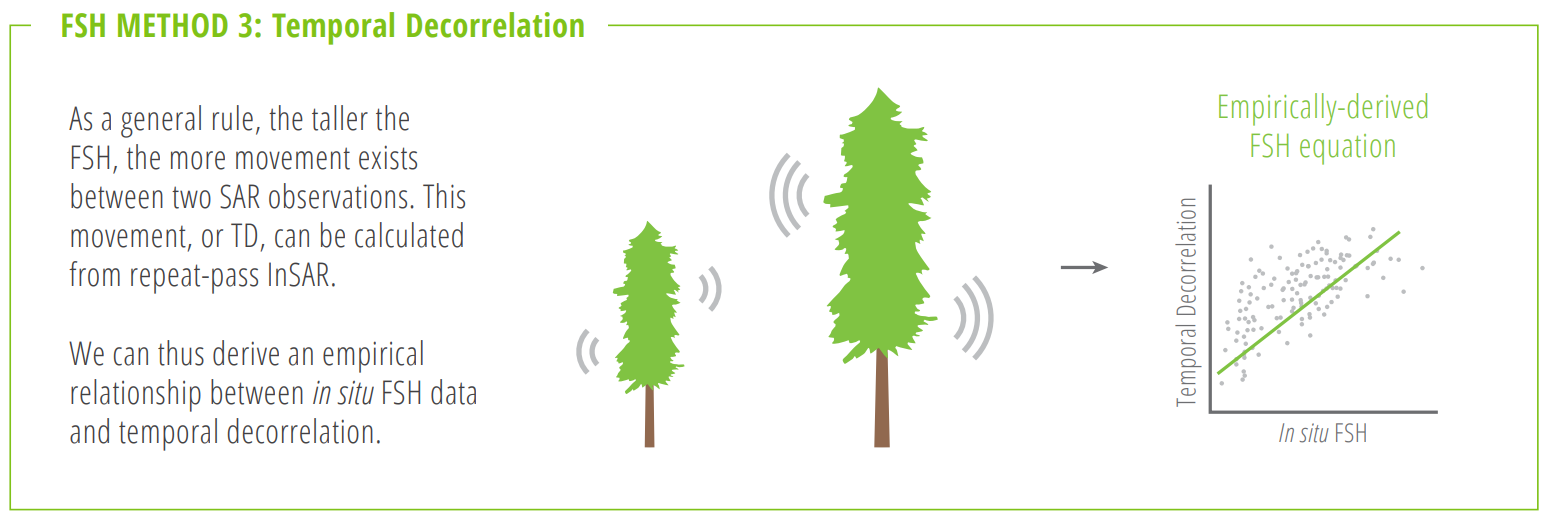 FSH METHOD 3: Temporal Decorrelation
As a general rule, the taller the
FSH, the more movement exists
between two SAR observations. This
movement, or TD, can be calculated
from repeat-pass InSAR.
We can thus derive an empirical
relationship between in situ FSH data
and temporal decorrelation.
Empirically-derived
FSH equation
Temporal Decorrelation
In situ FSH